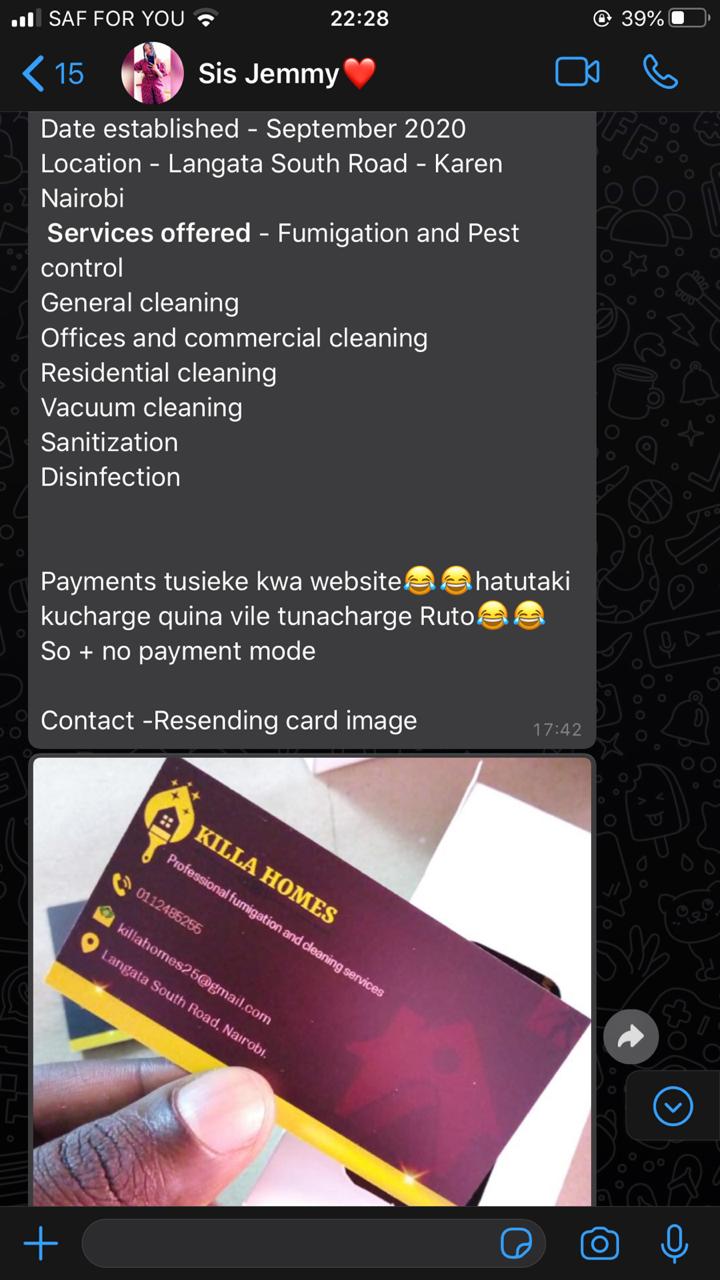 SAF FOR YOU 22:28 39%
15 Sis Jemmy❤️
Date established - September 2020
Location - Langata South Road - Karen
Nairobi
Services offered - Fumigation and Pest
control
General cleaning
Offices and commercial cleaning
Residential cleaning
Vacuum cleaning
Sanitization
Disinfection
Payments tusieke kwa website😂😂hatutaki
kucharge quina vile tunacharge Ruto😂😂
So + no payment mode
Contact -Resending card image
17:42
KILLA HOMES
Professional fumigation and cleaning services
0112485255
killahomes25@gmail.com
Langata South Road, Nairobi.